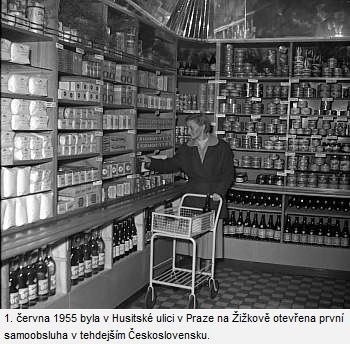 1. června 1955 byla v Husitské ulici v Praze na Žižkově otevřena první
samoobsluha v tehdejším Československu.